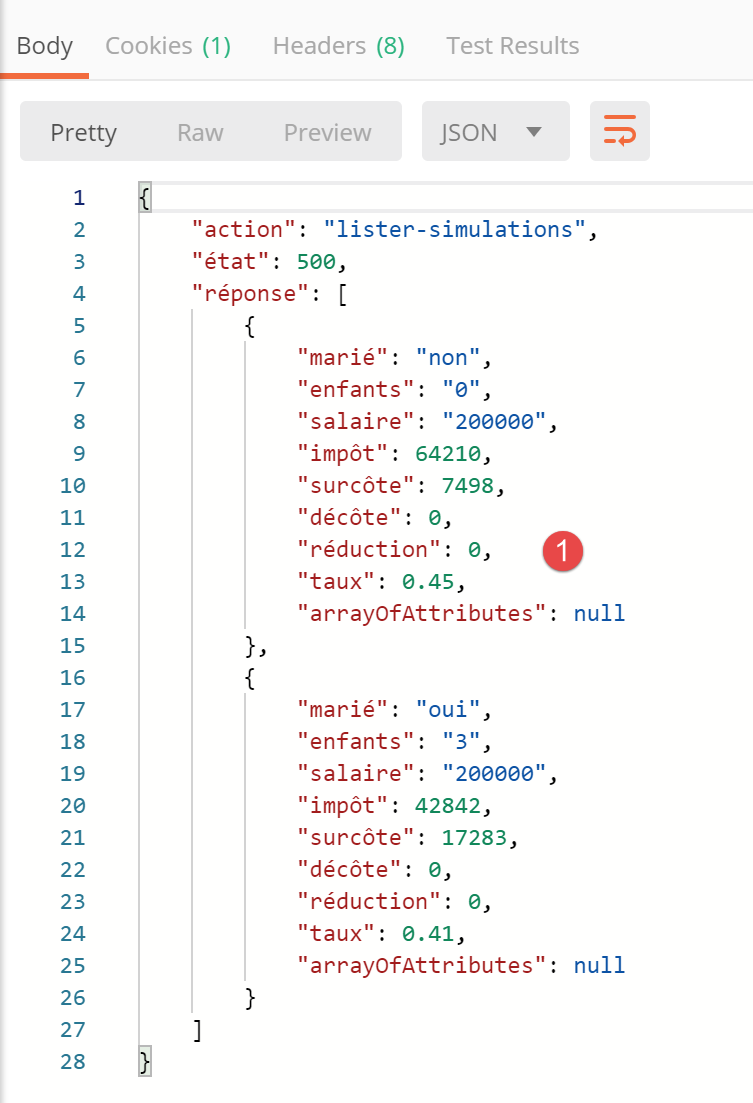 Body Cookies (1) Headers (8) Test Results
Pretty Raw Preview JSON
1 {
2 "action": "lister-simulations",
3 "état": 500,
4 "réponse": [
5 {
6 "marié": "non",
7 "enfants": "0",
8 "salaire": "200000",
9 "impôt": 64210,
10 "surcôte": 7498,
11 "décôte": 0,
12 "réduction": 0, 1
13 "taux": 0.45,
14 "arrayOfAttributes": null
15 },
16 {
17 "marié": "oui",
18 "enfants": "3",
19 "salaire": "200000",
20 "impôt": 42842,
21 "surcôte": 17283,
22 "décôte": 0,
23 "réduction": 0,
24 "taux": 0.41,
25 "arrayOfAttributes": null
26 }
27 ]
28 }